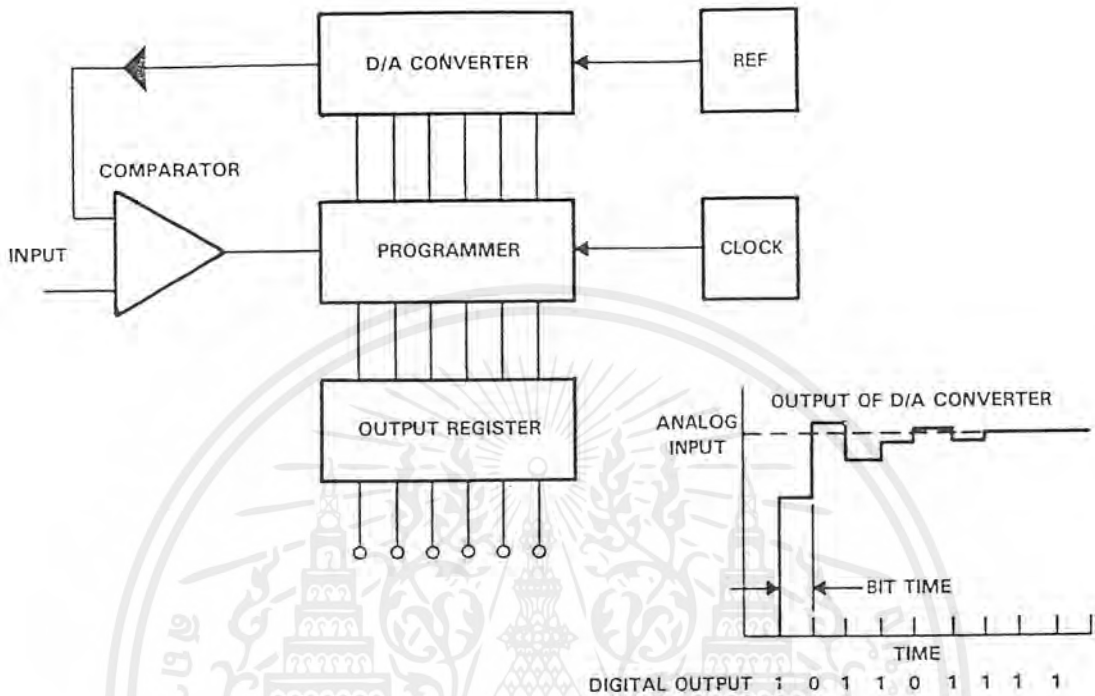 D/A CONVERTER
REF
COMPARATOR
INPUT
PROGRAMMER
CLOCK
OUTPUT REGISTER
OUTPUT OF D/A CONVERTER
ANALOG
INPUT
BIT TIME
TIME
DIGITAL OUTPUT 1 0 1 1 0 1 1 1 1